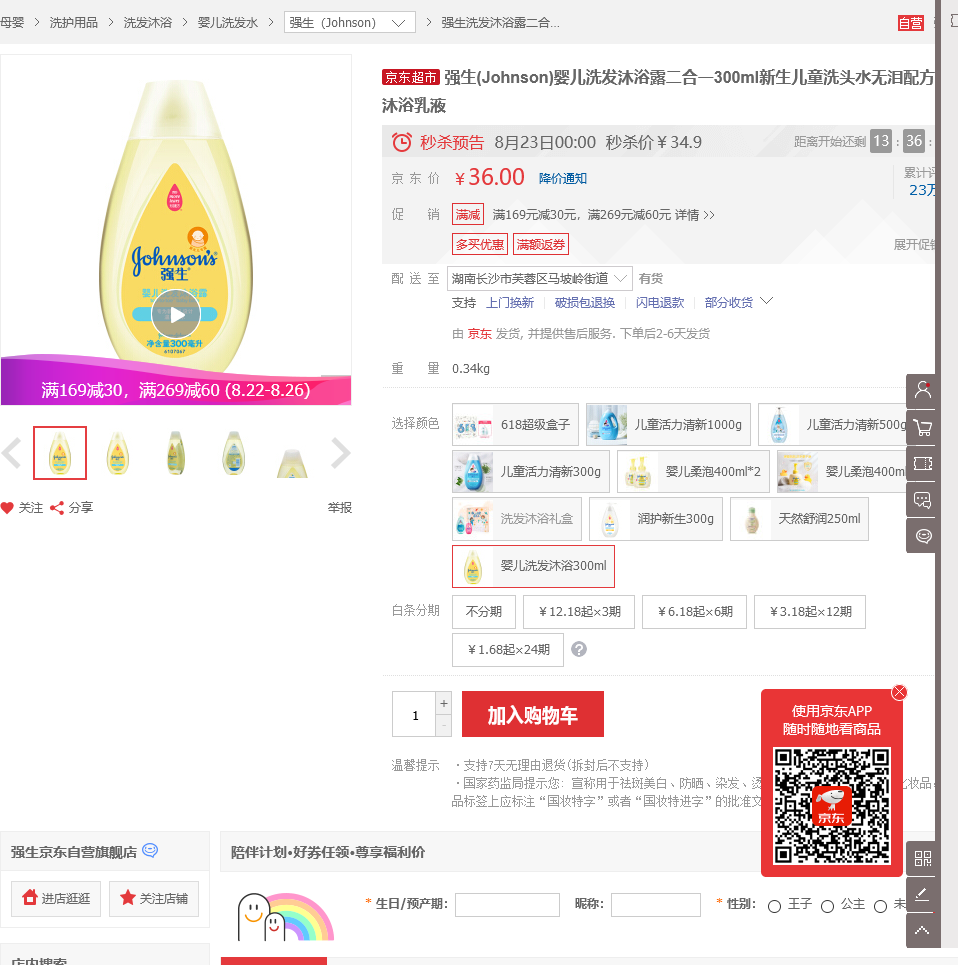 母婴 > 洗护用品 > 洗发沐浴 > 婴儿洗发水 > 强生（Johnson） > 强生洗发沐浴露二合一...
自营
京东超市 强生(Johnson)婴儿洗发沐浴露二合一300ml新生儿童洗头水无泪配方
沐浴乳液
秒杀预告 8月23日00:00 秒杀价￥34.9 距离开始还剩 13 : 36 :
京东价 ￥36.00 降价通知
累计评
23万
促销 满减 满169元减30元，满269元减60元 详情 >>
多买优惠 满额返券 展开促销
配送至 湖南长沙市芙蓉区马坡岭街道 有货
支持 上门换新 破损包退换 闪电退款 部分收货
由 京东 发货, 并提供售后服务. 下单后2-6天发货
重量 0.34kg
Johnson's
强生
婴儿洗发沐浴露
净含量300毫升
6107067
满169减30，满269减60 (8.22-8.26)
关注 分享 举报
选择颜色 618超级盒子 儿童活力清新1000g 儿童活力清新500g
儿童活力清新300g 婴儿柔泡400ml*2 婴儿柔泡400ml
洗发沐浴礼盒 润护新生300g 天然舒润250ml
婴儿洗发沐浴300ml
白条分期 不分期 ￥12.18起×3期 ￥6.18起×6期 ￥3.18起×12期
￥1.68起×24期 ?
1 + -
加入购物车
使用京东APP
随时随地看商品
京东
温馨提示 ·支持7天无理由退货(拆封后不支持)
·国家药监局提示您：宣称用于祛斑美白、防晒、染发、烫
化妆品
品标签上应标注“国妆特字”或者“国妆特进字”的批准文
强生京东自营旗舰店
进店逛逛 关注店铺
店内搜索
陪伴计划•好券任领•尊享福利价
* 生日/预产期： 昵称： * 性别： 王子 公主 未